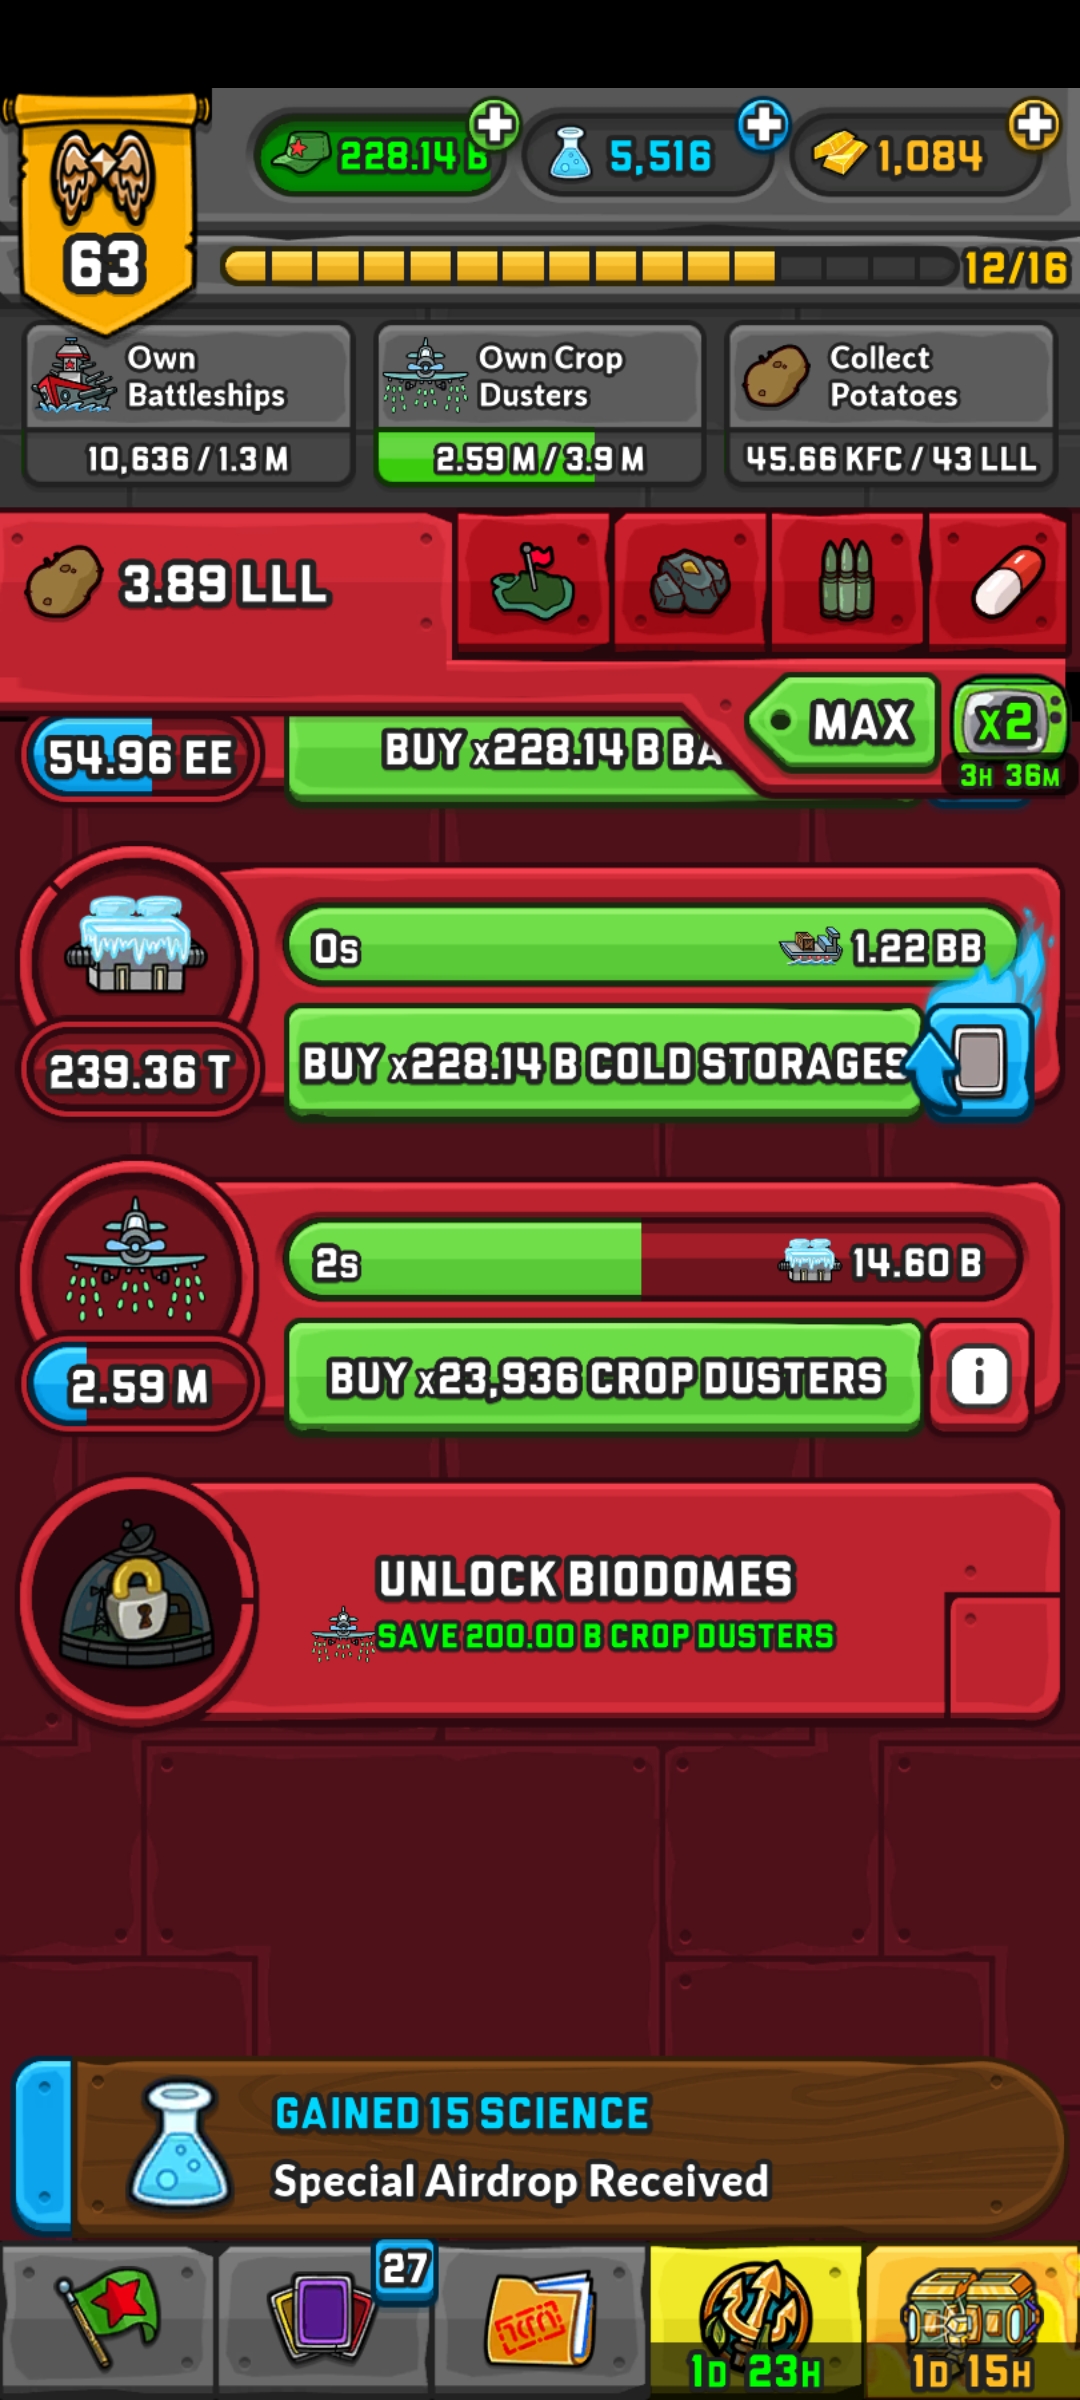 228.14 B
5,516
1,084
63
12/16
Own
Battleships
10,636 / 1.3 M
Own Crop
Dusters
2.59 M / 3.9 M
Collect
Potatoes
45.66 KFC / 43 LLL
3.89 LLL
MAX
x2
3H 36M
54.96 EE
BUY x228.14 B BA
0s
1.22 BB
239.36 T
BUY x228.14 B COLD STORAGES
2s
14.60 B
2.59 M
BUY x23,936 CROP DUSTERS
i
UNLOCK BIODOMES
SAVE 200.00 B CROP DUSTERS
GAINED 15 SCIENCE
Special Airdrop Received
27
1D 23H
1D 15H